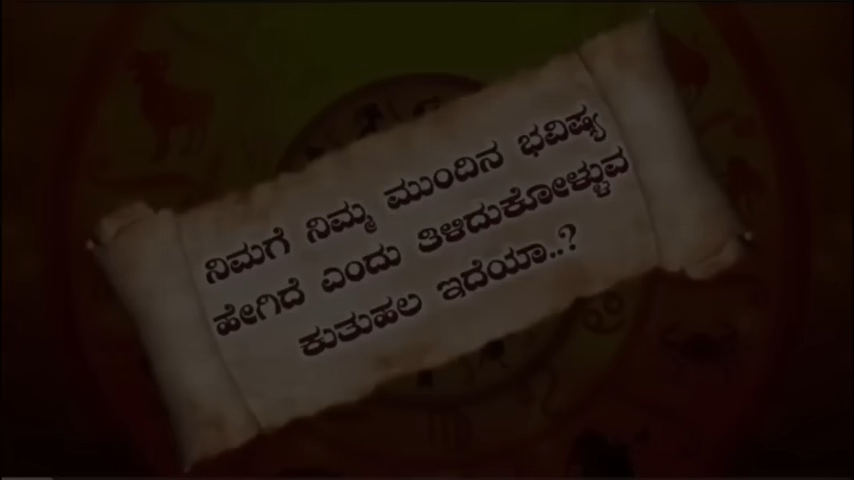 ನಿಮಗೆ ನಿಮ್ಮ ಮುಂದಿನ ಭವಿಷ್ಯ
ಹೇಗಿದೆ ಎಂದು ತಿಳಿದುಕೋಳ್ಳುವ
ಕುತುಹಲ ಇದೆಯಾ..?